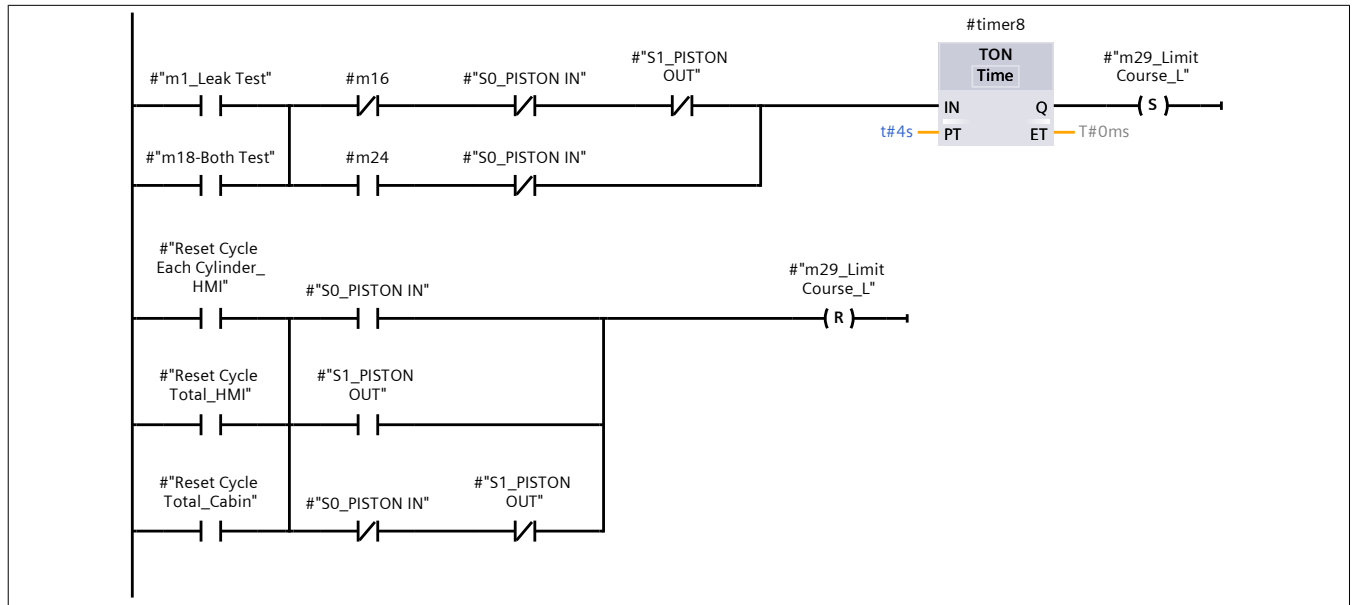 #timer8
TON
Time
#"S1_PISTON
OUT"
#"m29_Limit
Course_L"
#"m1_Leak Test"
#m16
#"S0_PISTON IN"
IN
Q
S
t#4s
PT
ET
T#0ms
#"m18-Both Test"
#m24
#"S0_PISTON IN"
#"Reset Cycle
Each Cylinder_
HMI"
#"S0_PISTON IN"
#"m29_Limit
Course_L"
R
#"Reset Cycle
Total_HMI"
#"S1_PISTON
OUT"
#"Reset Cycle
Total_Cabin"
#"S0_PISTON IN"
#"S1_PISTON
OUT"